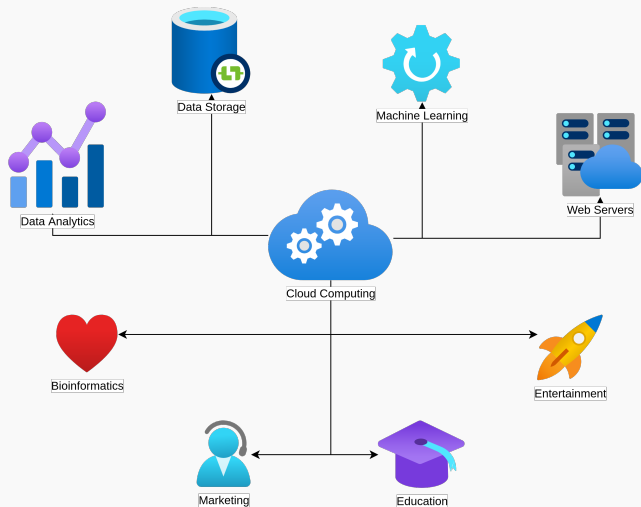 Data Storage
Machine Learning
Data Analytics
Web Servers
Cloud Computing
Bioinformatics
Entertainment
Marketing
Education